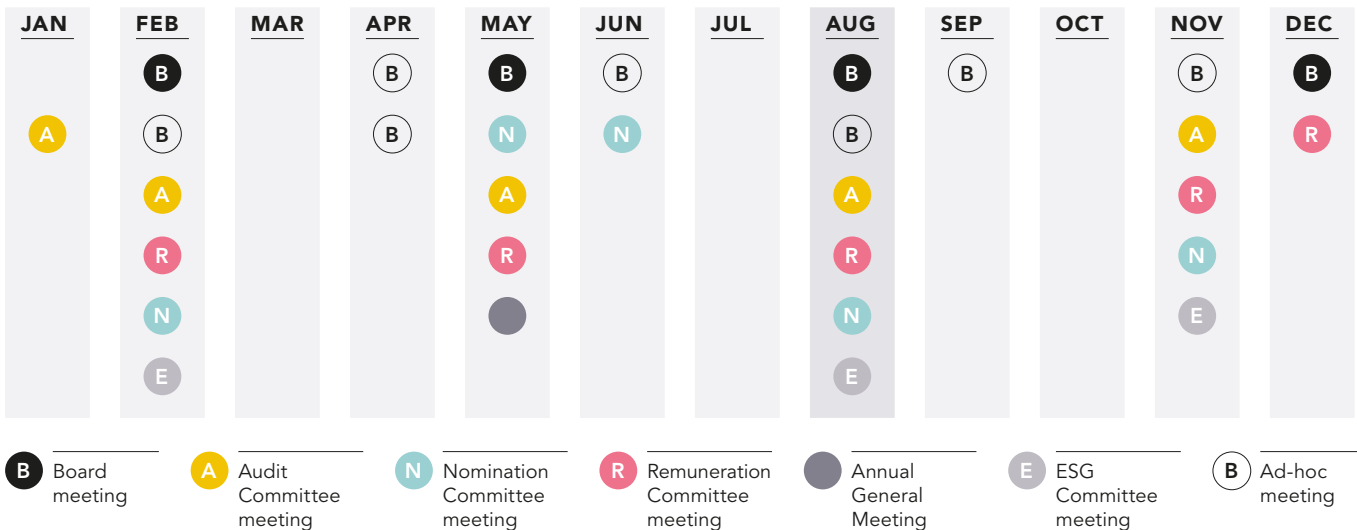 JAN FEB MAR APR MAY JUN JUL AUG SEP OCT NOV DEC
B B B B B B B B
A B B N N B A R
A A A R
R R R N
N N E
E E
B Board meeting
A Audit Committee meeting
N Nomination Committee meeting
R Remuneration Committee meeting
Annual General Meeting
E ESG Committee meeting
B Ad-hoc meeting